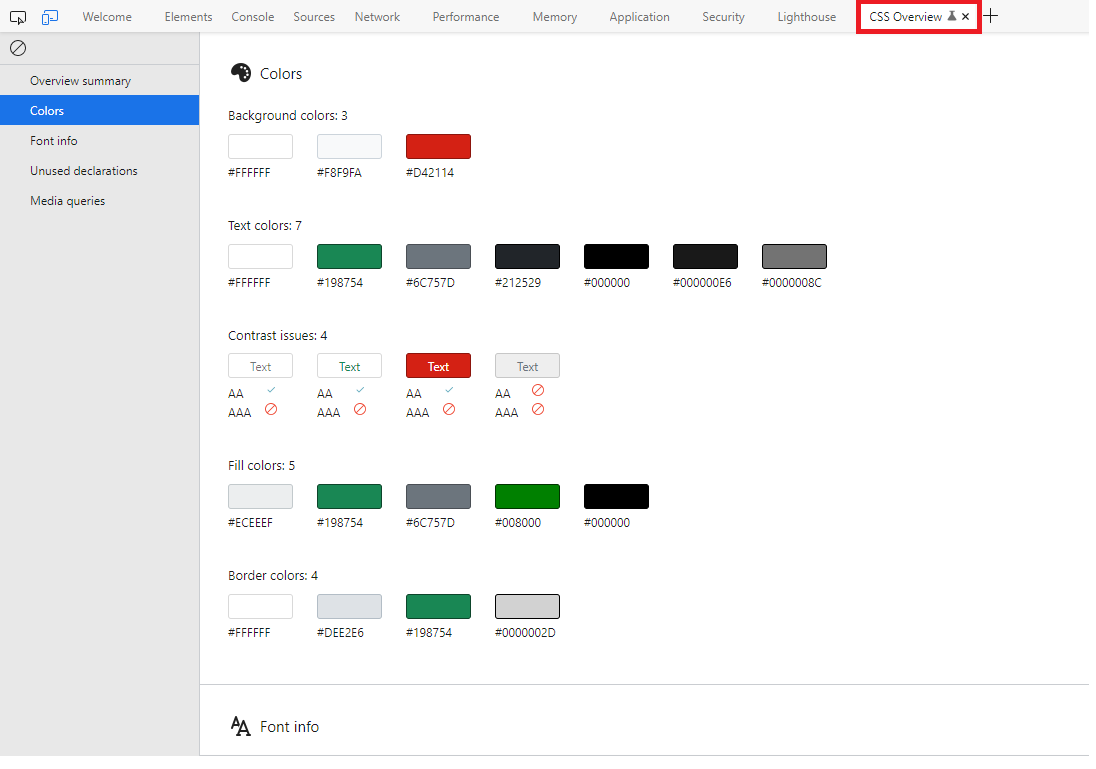 Welcome Elements Console Sources Network Performance Memory Application Security Lighthouse CSS Overview
Overview summary
Colors
Font info
Unused declarations
Media queries
Colors
Background colors: 3
#FFFFFF #F8F9FA #D42114
Text colors: 7
#FFFFFF #198754 #6C757D #212529 #000000 #000000E6 #0000008C
Contrast issues: 4
Text Text Text Text
AA AA AA AA
AAA AAA AAA AAA
Fill colors: 5
#ECEEEF #198754 #6C757D #008000 #000000
Border colors: 4
#FFFFFF #DEE2E6 #198754 #0000002D
AA Font info